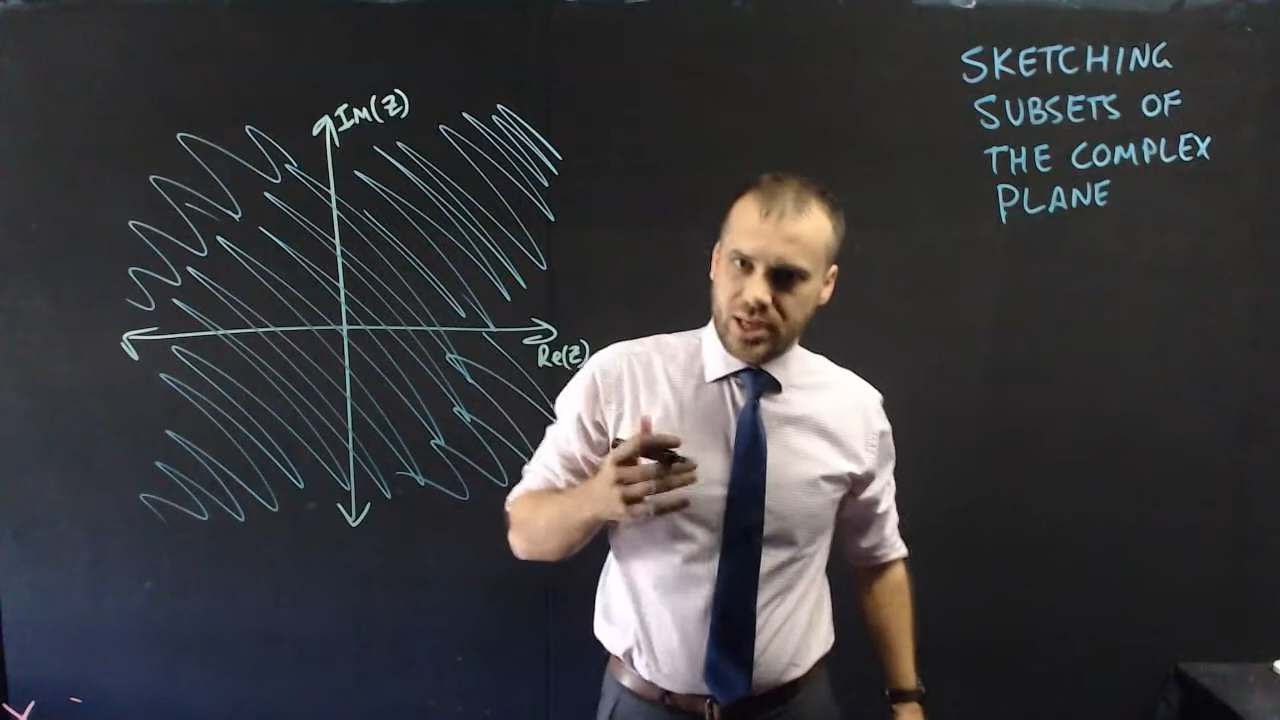 Im(z)
Re(z)
SKETCHING
SUBSETS OF
THE COMPLEX
PLANE